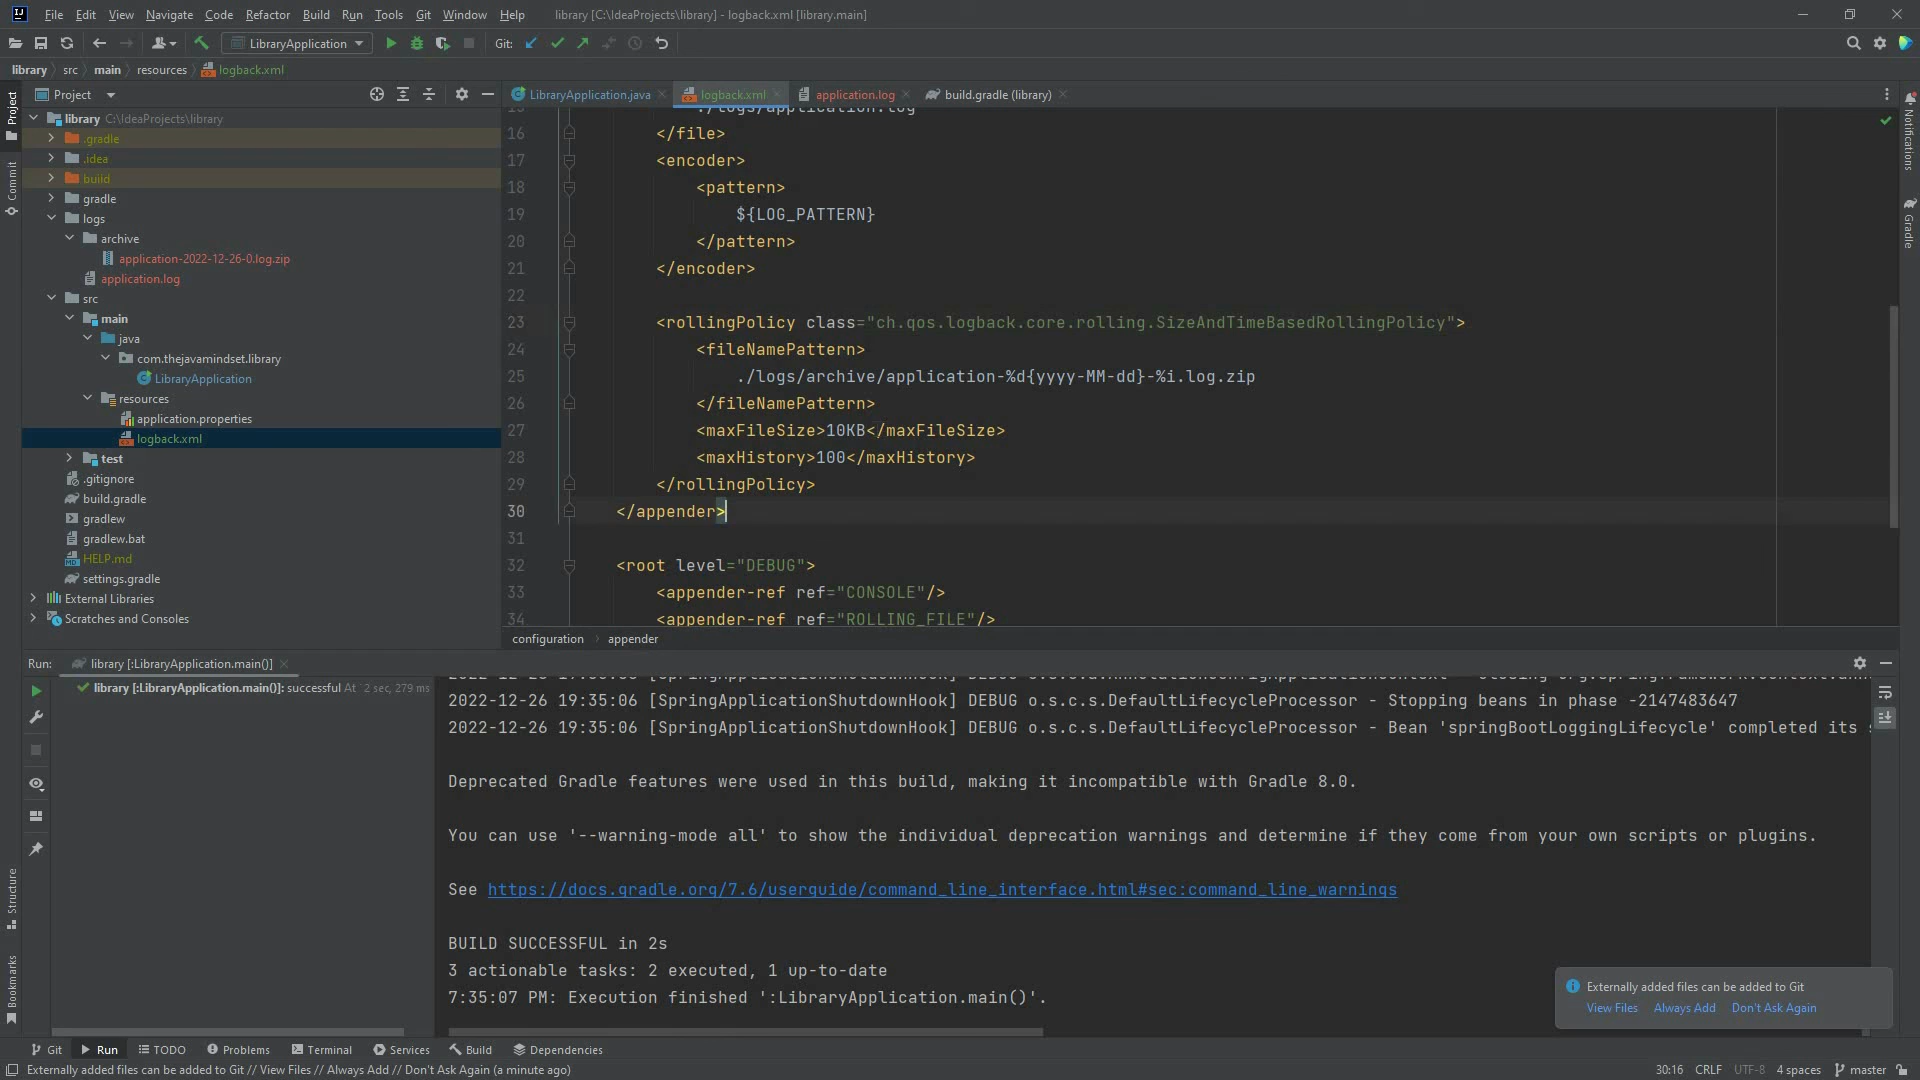 File Edit View Navigate Code Refactor Build Run Tools Git Window Help library [C:\IdeaProjects\library] - logback.xml [library.main]
LibraryApplication Git:
library src main resources logback.xml
Project
LibraryApplication.java logback.xml application.log build.gradle (library)
library C:\IdeaProjects\library
.gradle
.idea
build
gradle
logs
archive
application-2022-12-26-0.log.zip
application.log
src
main
java
com.thejavamindset.library
LibraryApplication
resources
application.properties
logback.xml
test
.gitignore
build.gradle
gradlew
gradlew.bat
HELP.md
settings.gradle
External Libraries
Scratches and Consoles
./logs/application.log
16 </file>
17 <encoder>
18 <pattern>
19 ${LOG_PATTERN}
20 </pattern>
21 </encoder>
22
23 <rollingPolicy class="ch.qos.logback.core.rolling.SizeAndTimeBasedRollingPolicy">
24 <fileNamePattern>
25 ./logs/archive/application-%d{yyyy-MM-dd}-%i.log.zip
26 </fileNamePattern>
27 <maxFileSize>10KB</maxFileSize>
28 <maxHistory>100</maxHistory>
29 </rollingPolicy>
30 </appender>
31
32 <root level="DEBUG">
33 <appender-ref ref="CONSOLE"/>
34 <appender-ref ref="ROLLING_FILE"/>
configuration appender
Project
Commit
Structure
Bookmarks
Notifications
Gradle
Run: library [:LibraryApplication.main()]
library [:LibraryApplication.main()]: successful At 2 sec, 279 ms
2022-12-26 19:35:06 [SpringApplicationShutdownHook] DEBUG o.s.c.s.DefaultLifecycleProcessor - Stopping beans in phase -2147483647
2022-12-26 19:35:06 [SpringApplicationShutdownHook] DEBUG o.s.c.s.DefaultLifecycleProcessor - Bean 'springBootLoggingLifecycle' completed its
Deprecated Gradle features were used in this build, making it incompatible with Gradle 8.0.
You can use '--warning-mode all' to show the individual deprecation warnings and determine if they come from your own scripts or plugins.
See https://docs.gradle.org/7.6/userguide/command_line_interface.html#sec:command_line_warnings
BUILD SUCCESSFUL in 2s
3 actionable tasks: 2 executed, 1 up-to-date
7:35:07 PM: Execution finished ':LibraryApplication.main()'.
Externally added files can be added to Git
View Files Always Add Don't Ask Again
Git Run TODO Problems Terminal Services Build Dependencies
Externally added files can be added to Git // View Files // Always Add // Don't Ask Again (a minute ago) 30:16 CRLF UTF-8 4 spaces master